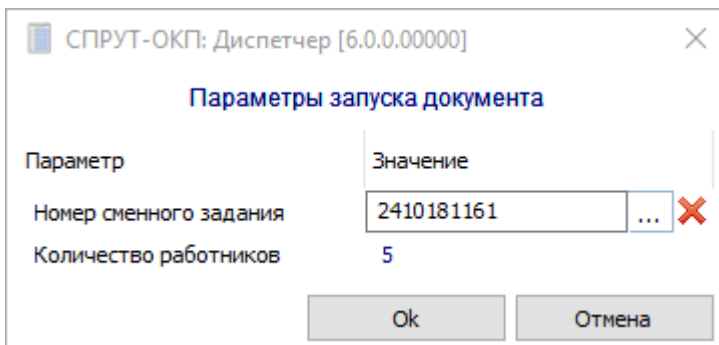 СПРУТ-ОКП: Диспетчер [6.0.0.00000]
Параметры запуска документа
Параметр Значение
Номер сменного задания 2410181161 ...
Количество работников 5
Ok Отмена